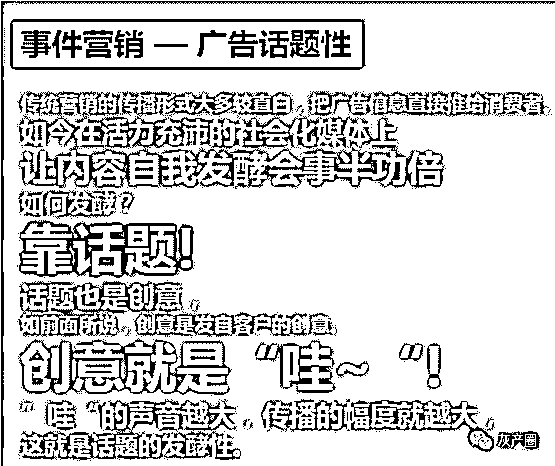 事件营销 — 广告话题性
传统营销的传播形式大多较直白，把广告信息直接推给消费者，
如今在活力充沛的社会化媒体上
让内容自我发酵会事半功倍
如何发酵？
靠话题！
话题也是创意，
如前面所说，创意是发自客户的创意，
创意就是“哇~“！
“哇“的声音越大，传播的幅度就越大，
这就是话题的发酵性。
灰产圈